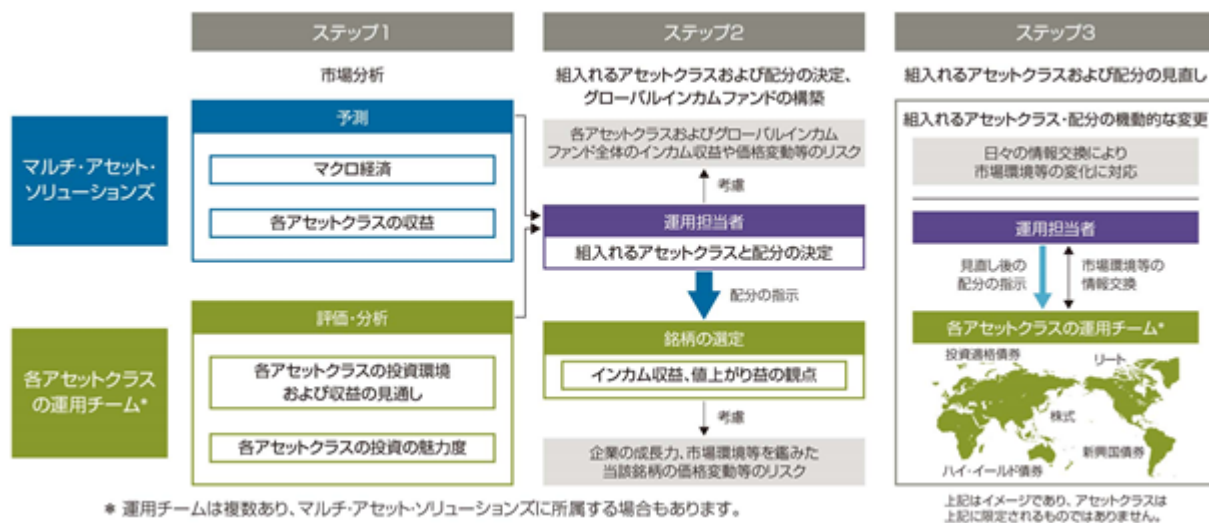 ステップ1
ステップ2
ステップ3
市場分析
組入れるアセットクラスおよび配分の決定、
グローバルインカムファンドの構築
組入れるアセットクラスおよび配分の見直し
マルチ・アセット・
ソリューションズ
予測
マクロ経済
各アセットクラスの収益
各アセットクラス
の運用チーム*
評価・分析
各アセットクラスの投資環境
および収益の見通し
各アセットクラスの投資の魅力度
各アセットクラスおよびグローバルインカム
ファンド全体のインカム収益や価格変動等のリスク
考慮
運用担当者
組入れるアセットクラスと配分の決定
配分の指示
銘柄の選定
インカム収益、値上がり益の観点
考慮
企業の成長力、市場環境等を鑑みた
当該銘柄の価格変動等のリスク
組入れるアセットクラス・配分の機動的な変更
日々の情報交換により
市場環境等の変化に対応
運用担当者
見直し後の
配分の指示
市場環境等の
情報交換
各アセットクラスの運用チーム*
投資適格債券
リート
株式
新興国債券
ハイ・イールド債券
* 運用チームは複数あり、マルチ・アセット・ソリューションズに所属する場合もあります。
上記はイメージであり、アセットクラスは
上記に限定されるものではありません。